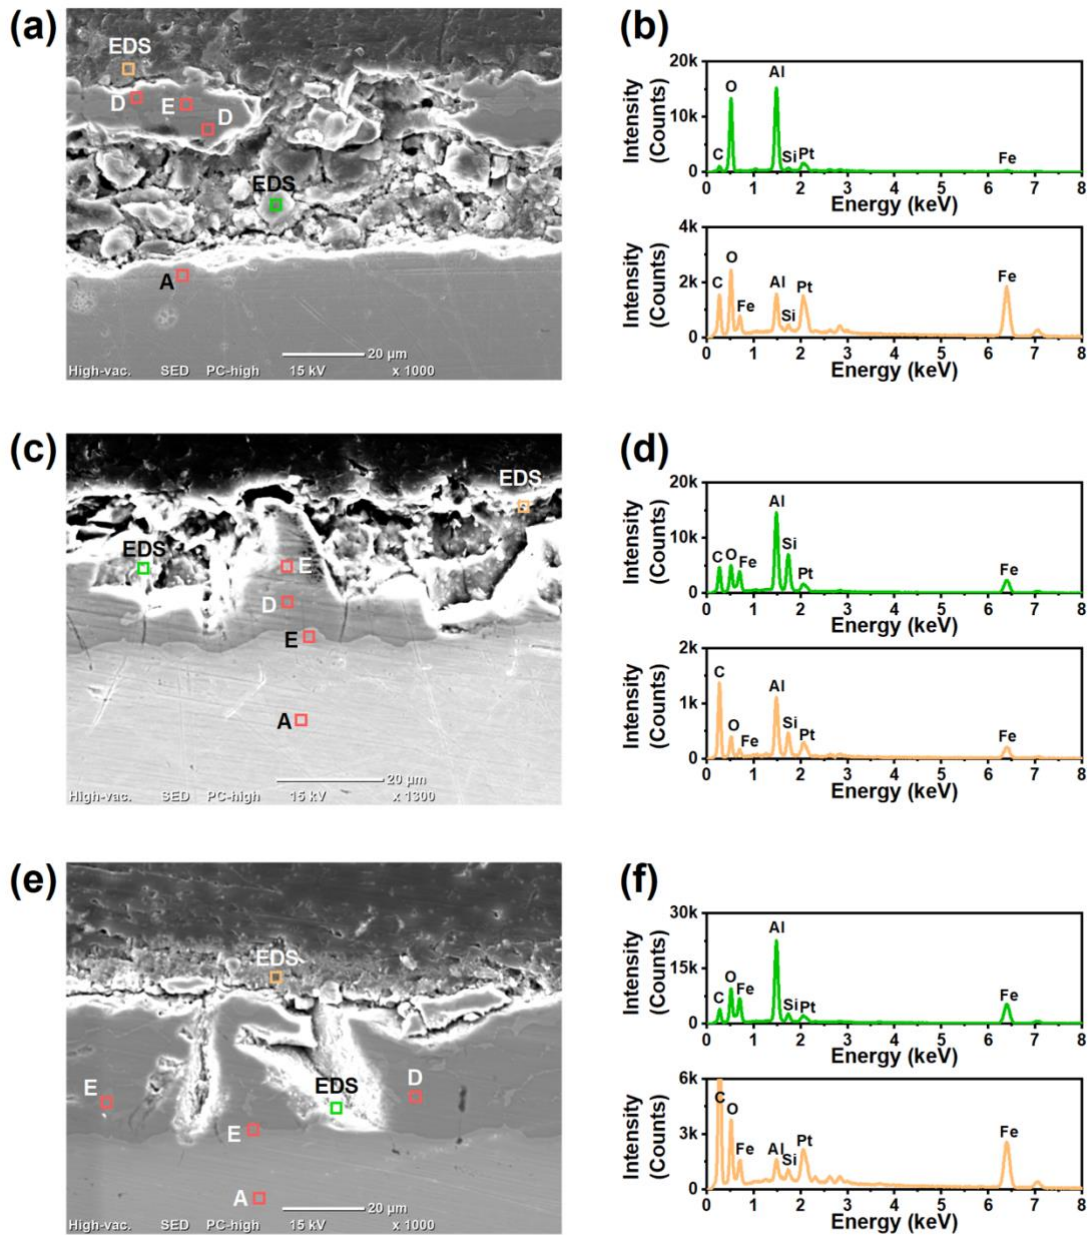 (a)
EDS
D
E
D
EDS
A
20 µm
High-vac. SED PC-high 15 kV x 1000
(b)
20k
10k
0
Intensity
(Counts)
C
O
Al
Si
Pt
Fe
0 1 2 3 4 5 6 7 8
Energy (keV)
4k
2k
0
Intensity
(Counts)
C
O
Fe
Al
Si
Pt
Fe
0 1 2 3 4 5 6 7 8
Energy (keV)
(c)
EDS
EDS
E
D
E
A
20 µm
High-vac. SED PC-high 15 kV x 1300
(d)
20k
10k
0
Intensity
(Counts)
C
O
Fe
Al
Si
Pt
Fe
0 1 2 3 4 5 6 7 8
Energy (keV)
2k
1k
0
Intensity
(Counts)
C
O
Fe
Al
Si
Pt
Fe
0 1 2 3 4 5 6 7 8
Energy (keV)
(e)
EDS
E
EDS
D
E
A
20 µm
High-vac. SED PC-high 15 kV x 1000
(f)
30k
15k
0
Intensity
(Counts)
C
O
Fe
Al
Si
Pt
Fe
0 1 2 3 4 5 6 7 8
Energy (keV)
6k
3k
0
Intensity
(Counts)
C
O
Fe
Al
Si
Pt
Fe
0 1 2 3 4 5 6 7 8
Energy (keV)